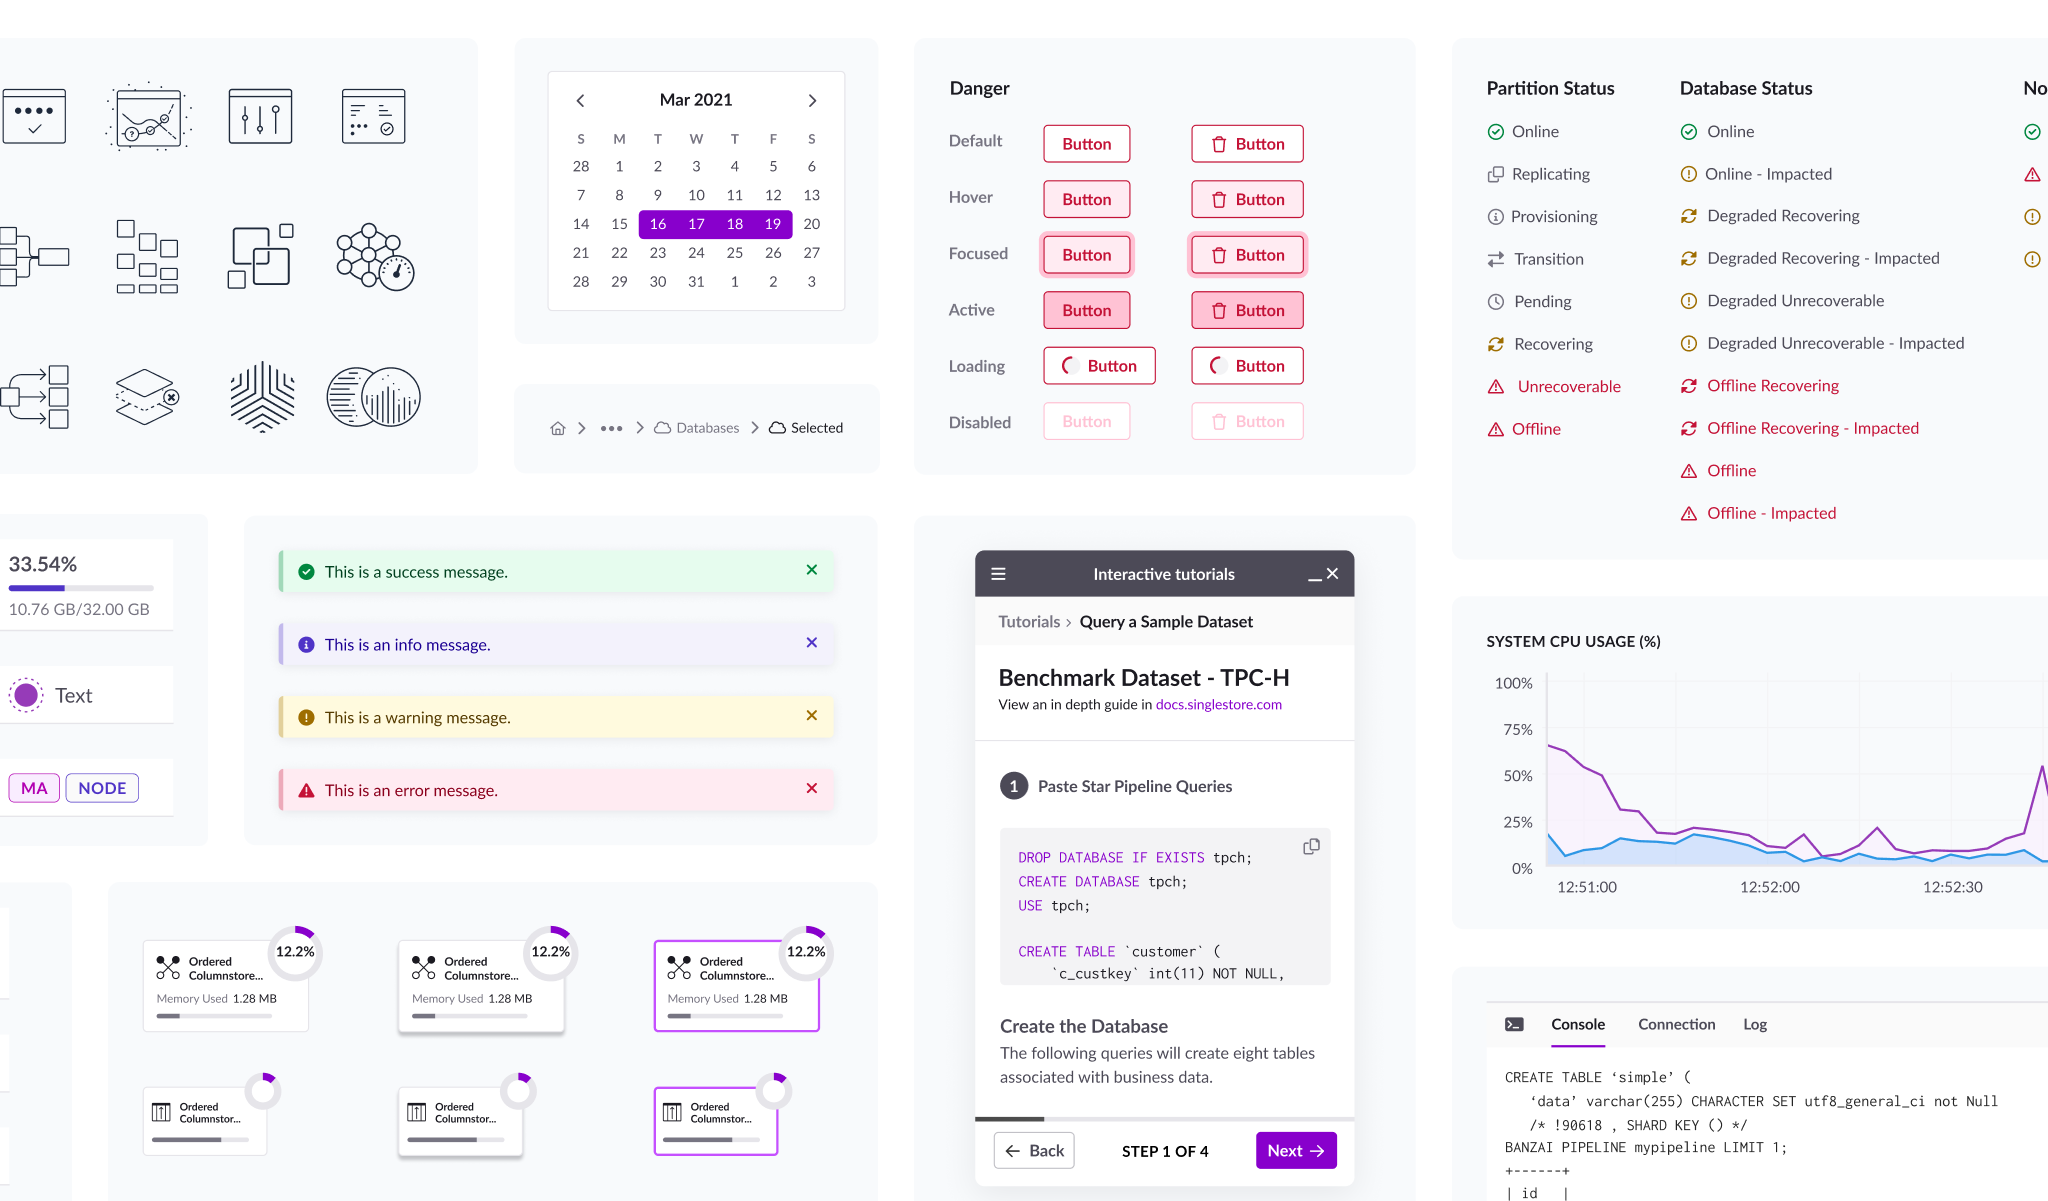 Mar 2021
S M T W T F S
28 1 2 3 4 5 6
7 8 9 10 11 12 13
14 15 16 17 18 19 20
21 22 23 24 25 26 27
28 29 30 31 1 2 3
Databases
Selected
Danger
Default Button Button
Hover Button Button
Focused Button Button
Active Button Button
Loading Button Button
Disabled Button Button
Partition Status
Online
Replicating
Provisioning
Transition
Pending
Recovering
Unrecoverable
Offline
Database Status
Online
Online - Impacted
Degraded Recovering
Degraded Recovering - Impacted
Degraded Unrecoverable
Degraded Unrecoverable - Impacted
Offline Recovering
Offline Recovering - Impacted
Offline
Offline - Impacted
No
33.54%
10.76 GB/32.00 GB
Text
MA NODE
This is a success message.
This is an info message.
This is a warning message.
This is an error message.
Interactive tutorials
Tutorials › Query a Sample Dataset
Benchmark Dataset - TPC-H
View an in depth guide in docs.singlestore.com
1 Paste Star Pipeline Queries
DROP DATABASE IF EXISTS tpch;
CREATE DATABASE tpch;
USE tpch;
CREATE TABLE `customer` (
`c_custkey` int(11) NOT NULL,
Create the Database
The following queries will create eight tables
associated with business data.
Back STEP 1 OF 4 Next
SYSTEM CPU USAGE (%)
100%
75%
50%
25%
0%
12:51:00 12:52:00 12:52:30
12.2%
Ordered
Columnstore...
Memory Used 1.28 MB
12.2%
Ordered
Columnstore...
Memory Used 1.28 MB
12.2%
Ordered
Columnstore...
Memory Used 1.28 MB
Ordered
Columnstor...
Ordered
Columnstor...
Ordered
Columnstor...
Console Connection Log
CREATE TABLE ‘simple’ (
‘data’ varchar(255) CHARACTER SET utf8_general_ci not Null
/* !90618 , SHARD KEY () */
BANZAI PIPELINE mypipeline LIMIT 1;
+------+
| id |